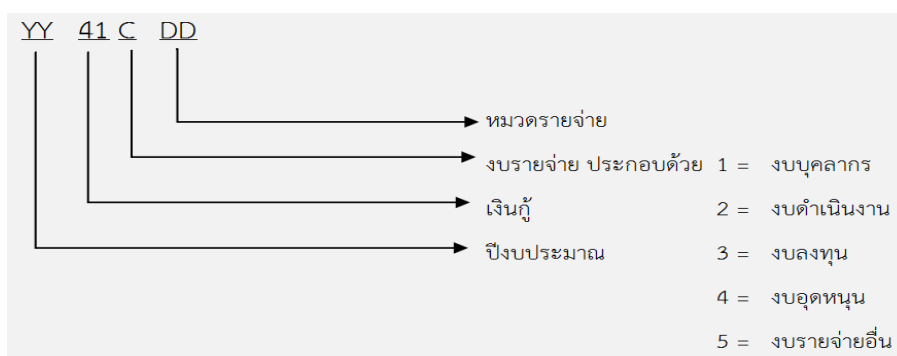 YY 41 C DD
หมวดรายจ่าย
งบรายจ่าย ประกอบด้วย 1 = งบบุคลากร
เงินกู้ 2 = งบดำเนินงาน
ปีงบประมาณ 3 = งบลงทุน
4 = งบอุดหนุน
5 = งบรายจ่ายอื่น